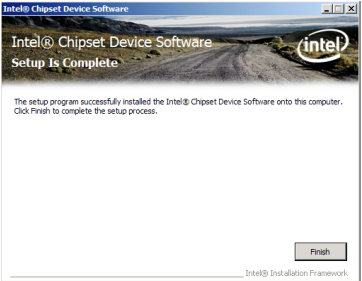 Intel® Chipset Device Software
Intel® Chipset Device Software
Setup Is Complete
intel
The setup program successfully installed the Intel® Chipset Device Software onto this computer.
Click Finish to complete the setup process.
Finish
Intel® Installation Framework